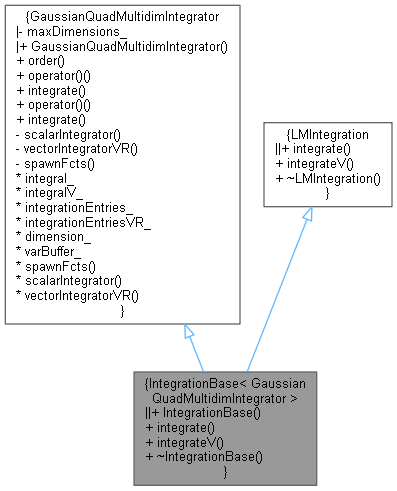 {GaussianQuadMultidimIntegrator
|- maxDimensions_
|+ GaussianQuadMultidimIntegrator()
+ order()
+ operator()()
+ integrate()
+ operator()()
+ integrate()
- scalarIntegrator()
- vectorIntegratorVR()
- spawnFcts()
* integral_
* integralV_
* integrationEntries_
* integrationEntriesVR_
* dimension_
* varBuffer_
* spawnFcts()
* scalarIntegrator()
* vectorIntegratorVR()
}
{LMIntegration
||+ integrate()
+ integrateV()
+ ~LMIntegration()
}
{IntegrationBase< Gaussian
QuadMultidimIntegrator >
||+ IntegrationBase()
+ integrate()
+ integrateV()
+ ~IntegrationBase()
}